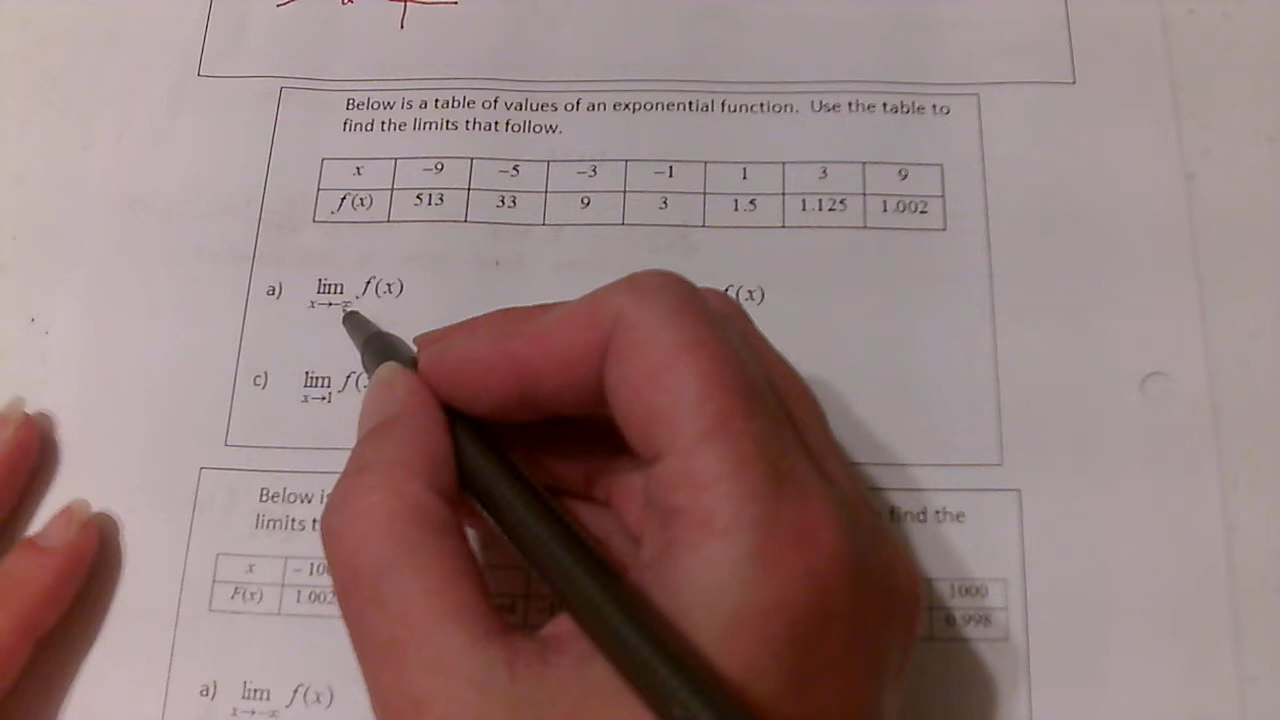 Below is a table of values of an exponential function. Use the table to
find the limits that follow.
x −9 −5 −3 −1 1 3 9
f(x) 513 33 9 3 1.5 1.125 1.002
a) lim f(x) f(x)
x→−∞
c) lim f(
x→1
Below is
limits find the
x 1000
F(x) 1.002 0.998
a) lim f(x)
x→−∞